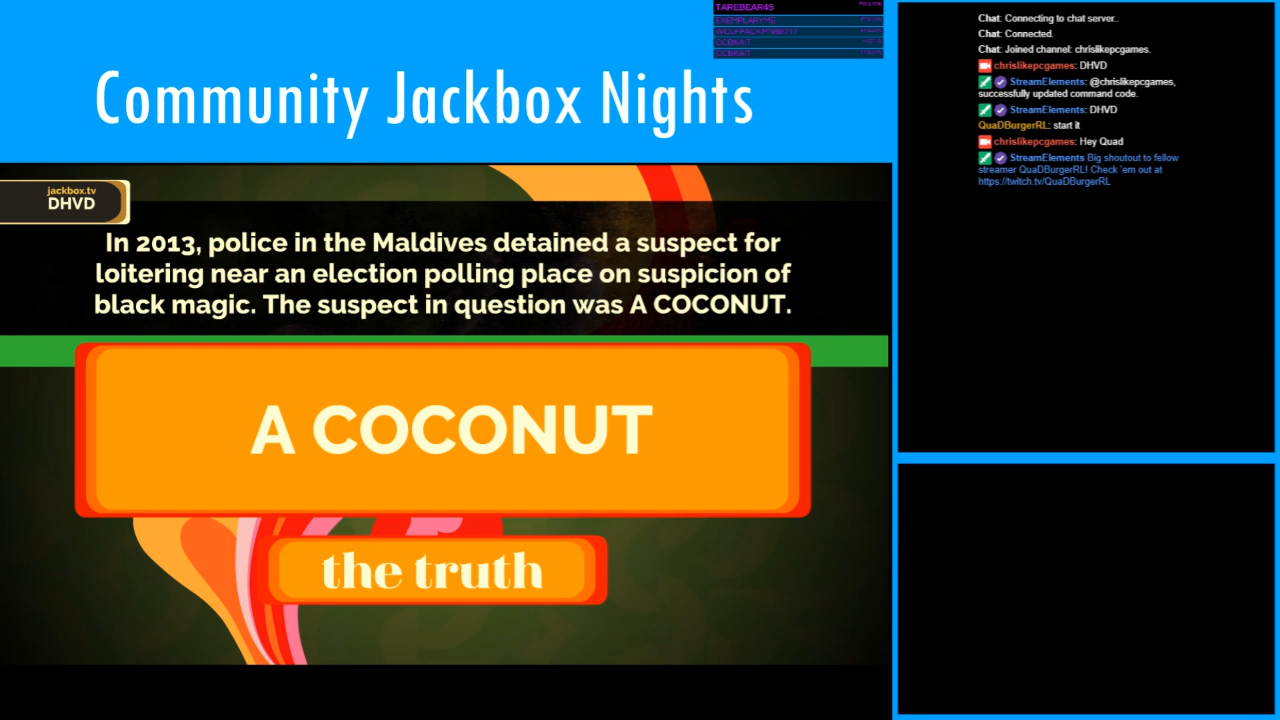 TAREBEAR45
EXEMPLARYME
OCBKAIT
OCBKAIT
Community Jackbox Nights
jackbox.tv
DHVD
In 2013, police in the Maldives detained a suspect for
loitering near an election polling place on suspicion of
black magic. The suspect in question was A COCONUT.
A COCONUT
the truth
Chat: Connecting to chat server..
Chat: Connected.
Chat: Joined channel: chrislikepcgames.
chrislikepcgames: DHVD
StreamElements: @chrislikepcgames,
successfully updated command code.
StreamElements: DHVD
QuaDBurgerRL: start it
chrislikepcgames: Hey Quad
StreamElements Big shoutout to fellow
streamer QuaDBurgerRL! Check 'em out at
https://twitch.tv/QuaDBurgerRL